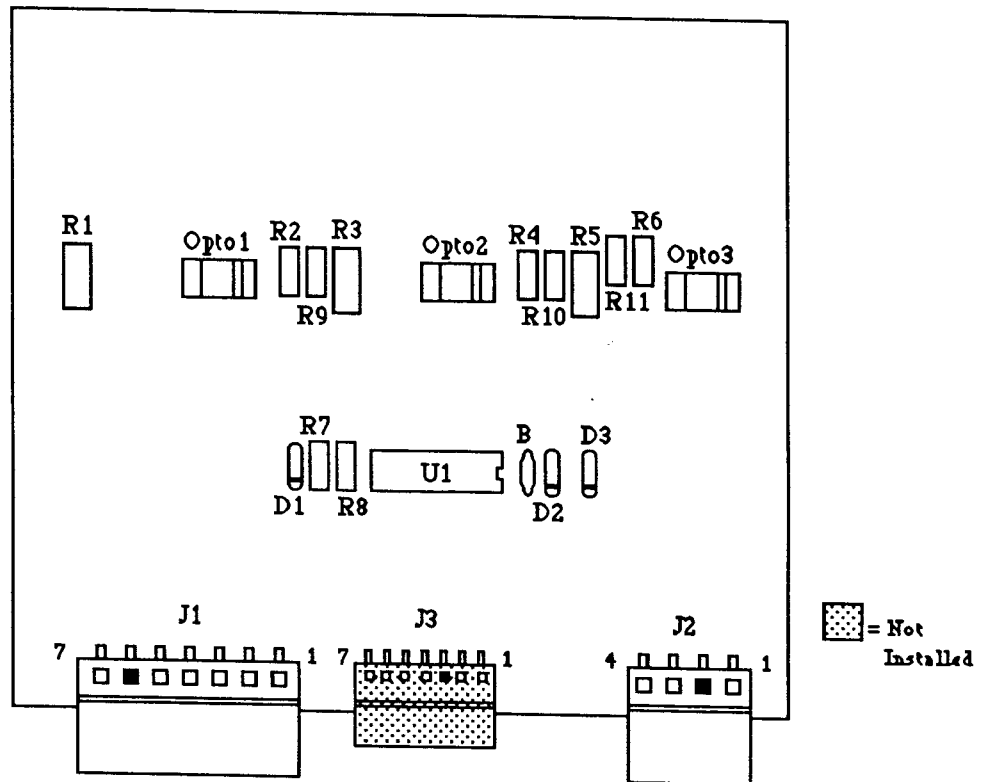 R1
Opto1
R2
R3
R9
Opto2
R4
R5
R6
R10
R11
Opto3
R7
B
D3
U1
D1
R8
D2
J1
J3
J2
7
1
7
1
4
1
= Not
Installed